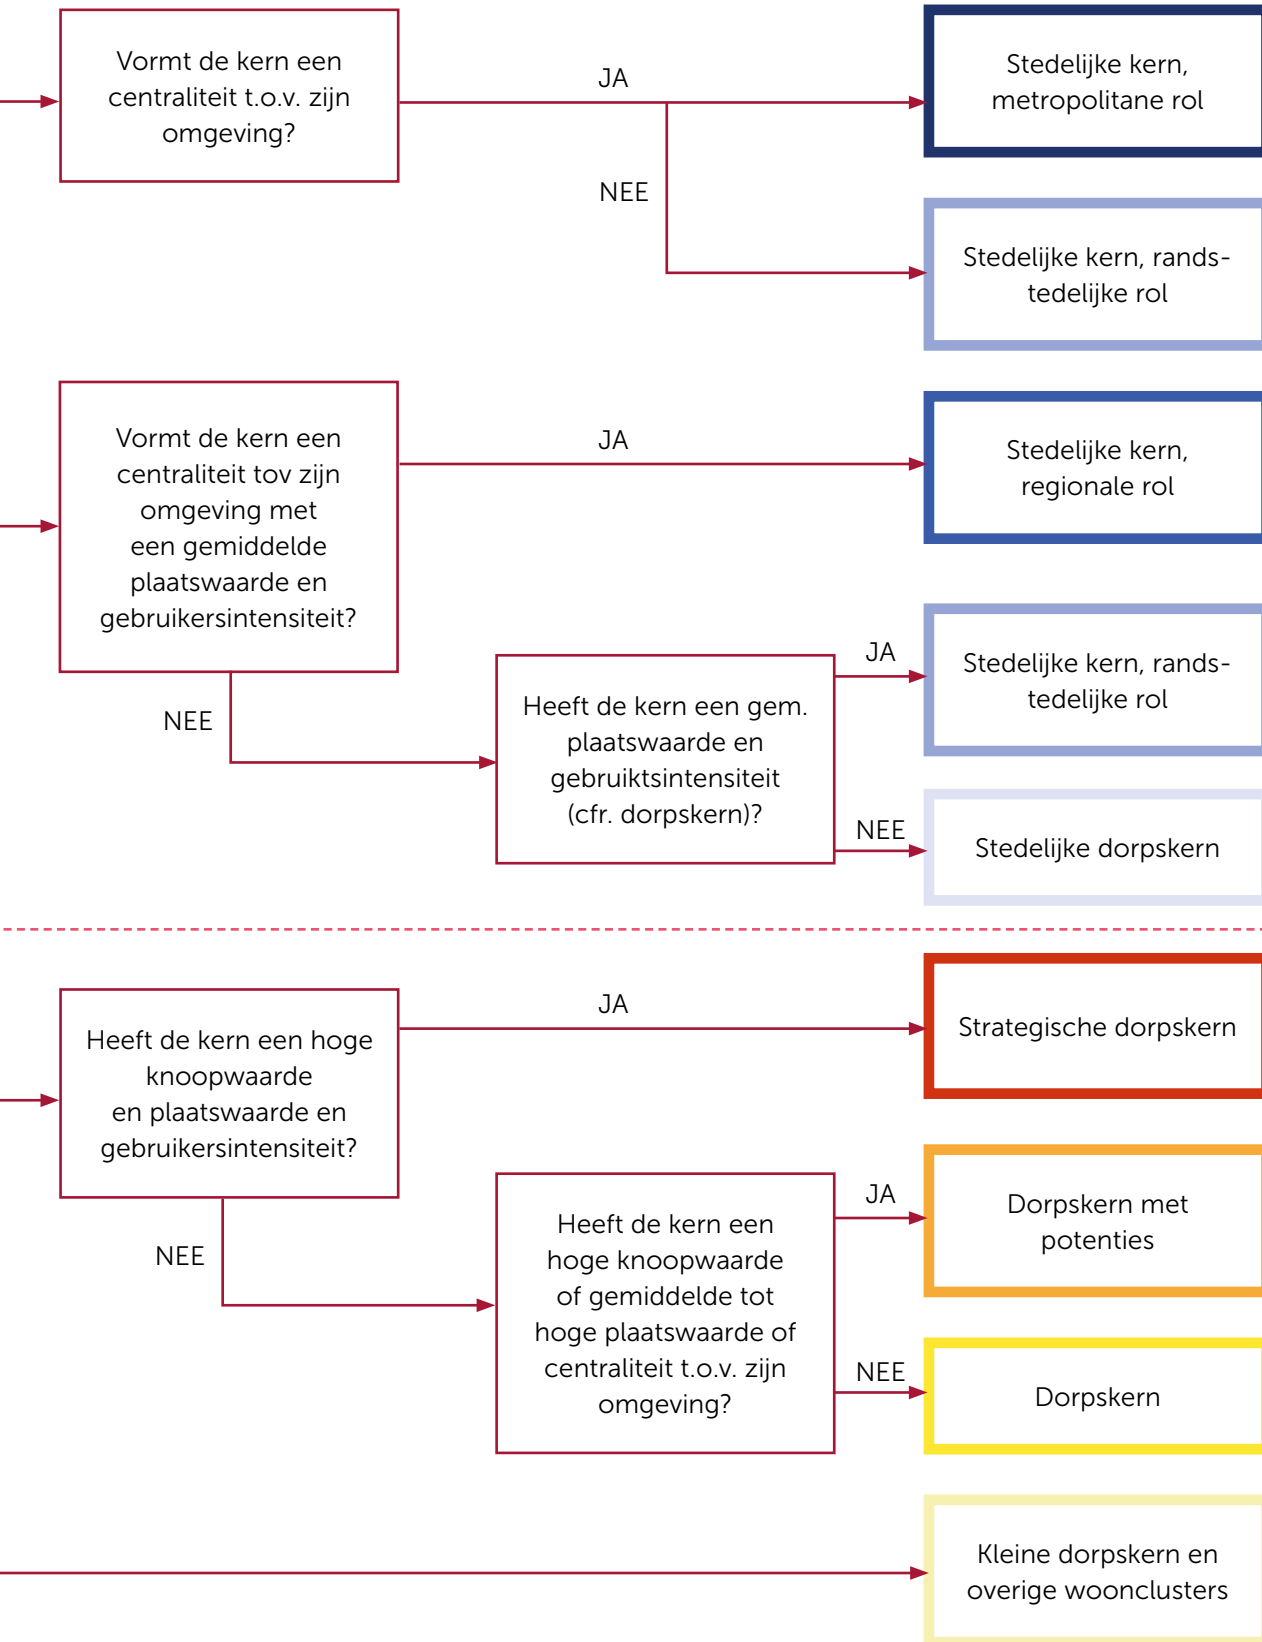 Vormt de kern een
centraliteit t.o.v. zijn
omgeving?
JA
NEE
Stedelijke kern,
metropolitane rol
Stedelijke kern, rands-
tedelijke rol
Vormt de kern een
centraliteit tov zijn
omgeving met
een gemiddelde
plaatswaarde en
gebruikersintensiteit?
JA
Stedelijke kern,
regionale rol
NEE
Heeft de kern een gem.
plaatswaarde en
gebruiktsintensiteit
(cfr. dorpskern)?
JA
Stedelijke kern, rands-
tedelijke rol
NEE
Stedelijke dorpskern
Heeft de kern een hoge
knoopwaarde
en plaatswaarde en
gebruikersintensiteit?
JA
Strategische dorpskern
NEE
Heeft de kern een
hoge knoopwaarde
of gemiddelde tot
hoge plaatswaarde of
centraliteit t.o.v. zijn
omgeving?
JA
Dorpskern met
potenties
NEE
Dorpskern
Kleine dorpskern en
overige woonclusters